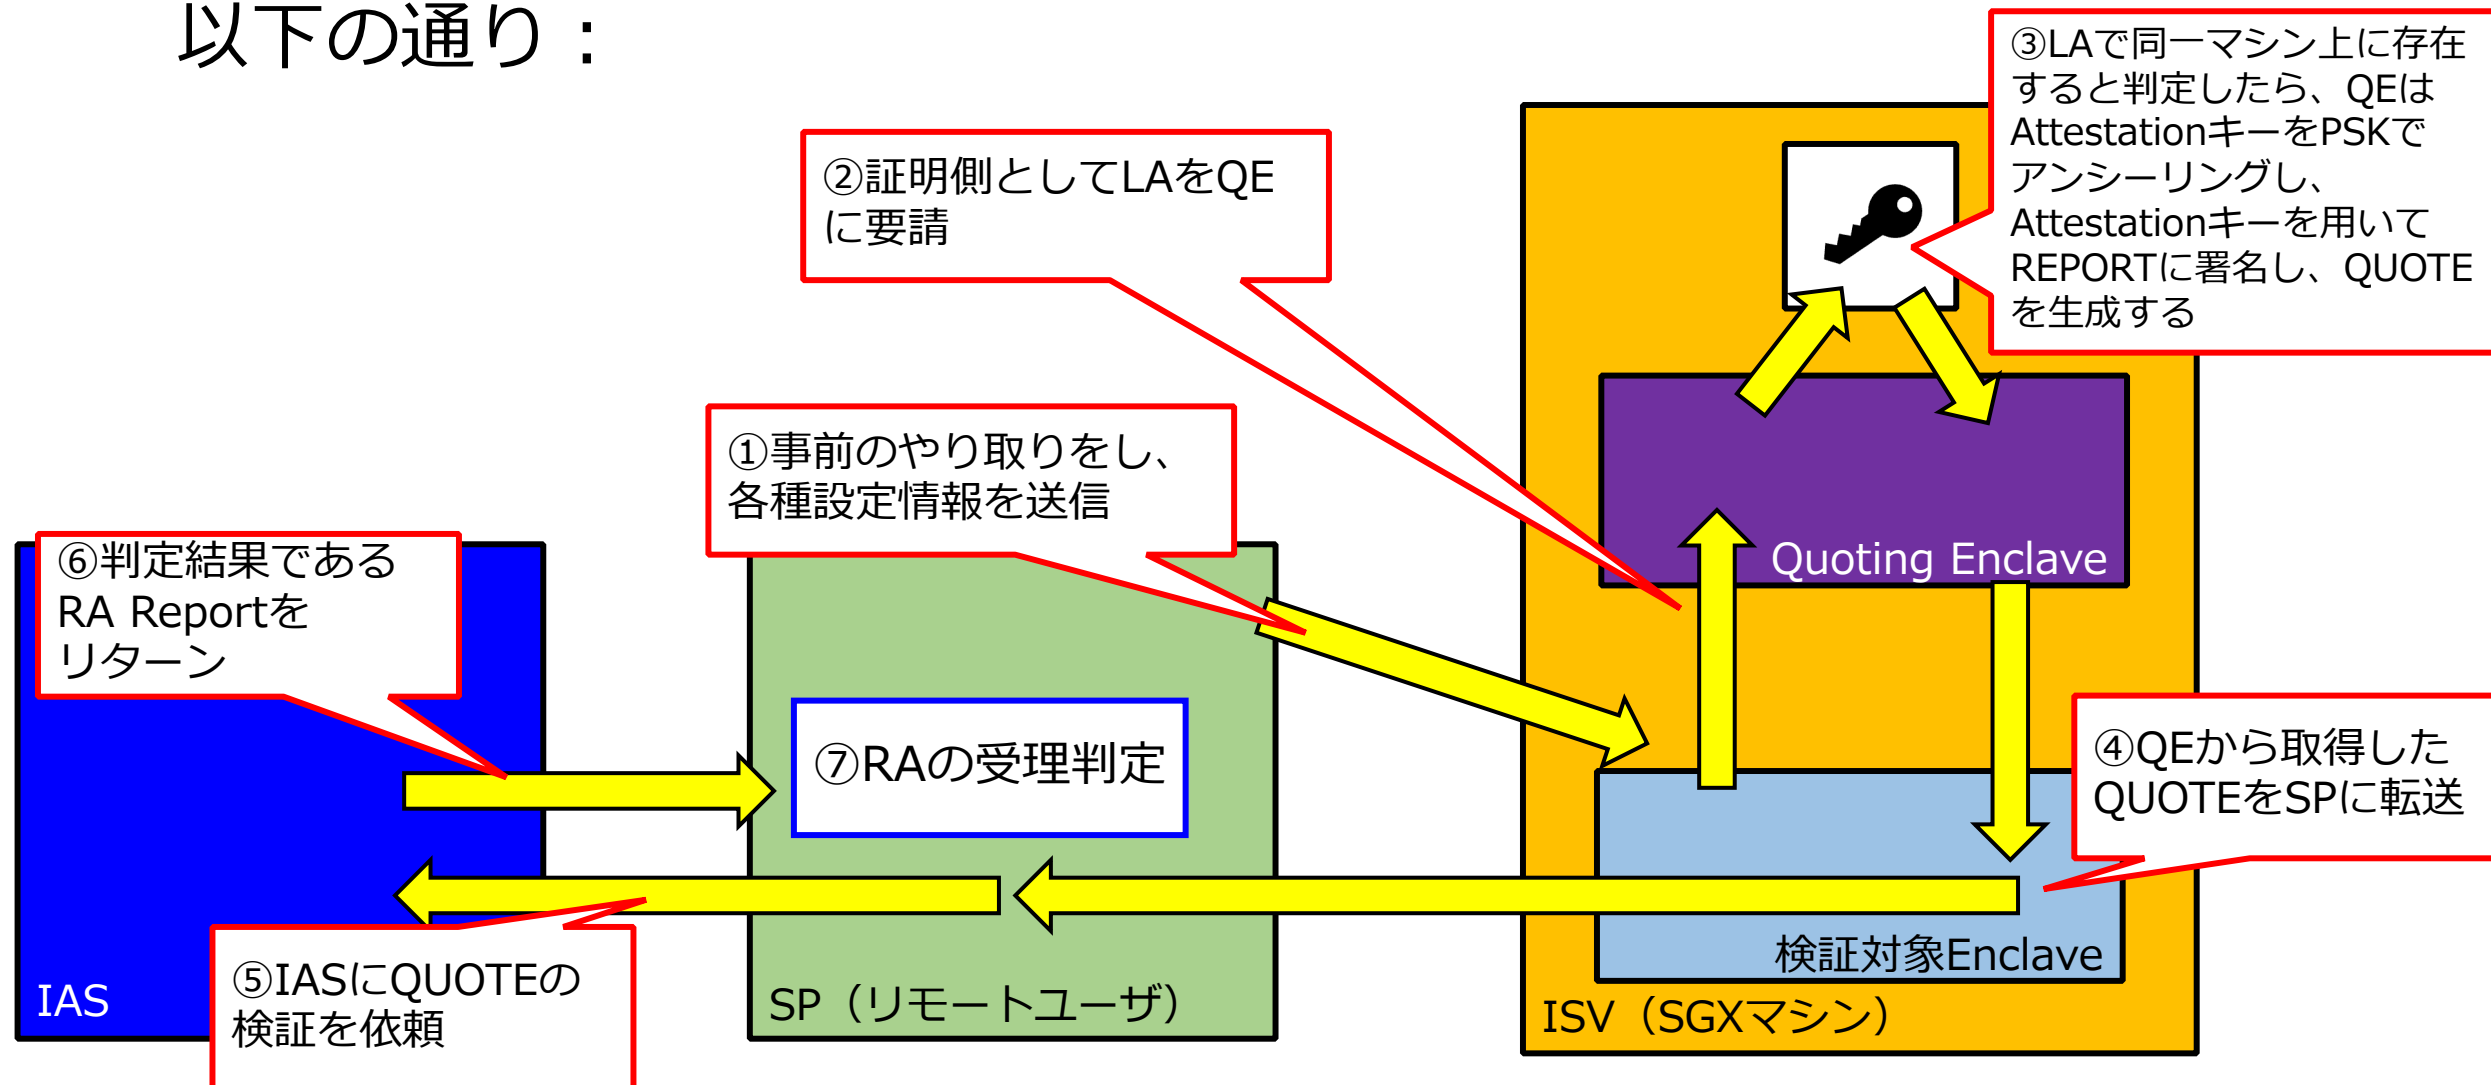 以下の通り：
③LAで同一マシン上に存在
すると判定したら、QEは
AttestationキーをPSKで
アンシーリングし、
Attestationキーを用いて
REPORTに署名し、QUOTE
を生成する
②証明側としてLAをQE
に要請
①事前のやり取りをし、
各種設定情報を送信
Quoting Enclave
⑥判定結果である
RA Reportを
リターン
⑦RAの受理判定
④QEから取得した
QUOTEをSPに転送
検証対象Enclave
⑤IASにQUOTEの
検証を依頼
IAS
SP（リモートユーザ）
ISV（SGXマシン）